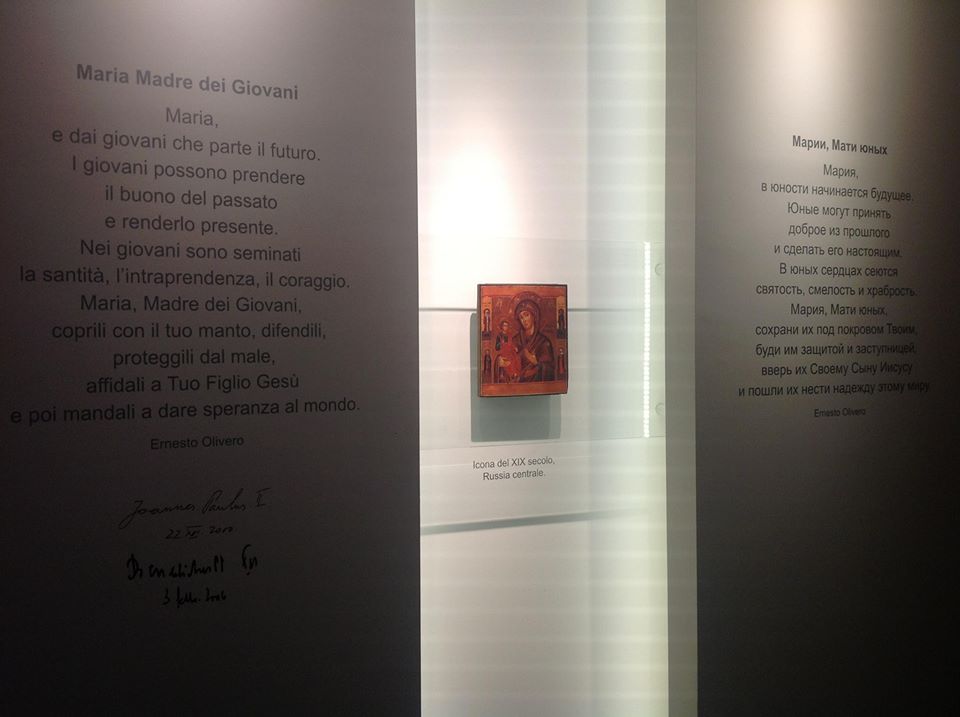 Maria Madre dei Giovani
Maria,
e dai giovani che parte il futuro.
I giovani possono prendere
il buono del passato
e renderlo presente.
Nei giovani sono seminati
la santità, l'intraprendenza, il coraggio.
Maria, Madre dei Giovani,
coprili con il tuo manto, difendili,
proteggili dal male,
affidali a Tuo Figlio Gesù
e poi mandali a dare speranza al mondo.
Ernesto Olivero
Joannes Paulus II
Icona del XIX secolo,
Russia centrale.
Марии, Мати юных
Мария,
в юности начинается будущее.
Юные могут принять
доброе из прошлого
и сделать его настоящим.
В юных сердцах сеются
святость, смелость и храбрость.
Мария, Мати юных,
сохрани их под покровом Твоим,
буди им защитой и заступницей,
вверь их Своему Сыну Иисусу
и пошли их нести надежду этому миру.
Ernesto Olivero